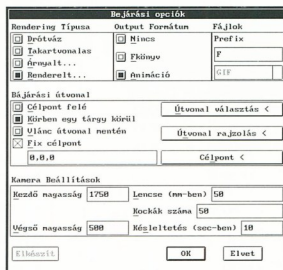 Bejárási opciók
Rendering Típusa
Output Formátum
Fájlok
Drótváz
Takartvonalas
Árnyalt...
Renderelt...
Nincs
Fkönyv
Animáció
Prefix
F
GIF
Bájárási útvonal
Célpont felé
Körben egy tárgy körül
Vlánc útvonal mentén
Fix célpont
0,0,0
Útvonal választás <
Útvonal rajzolás <
Célpont <
Kamera Beállítások
Kezdő magasság 1750
Lencse (mm-ben) 50
Kockák száma 50
Végső magasság 500
Késleltetés (sec-ben) 10
Elkészít
OK
Elvet